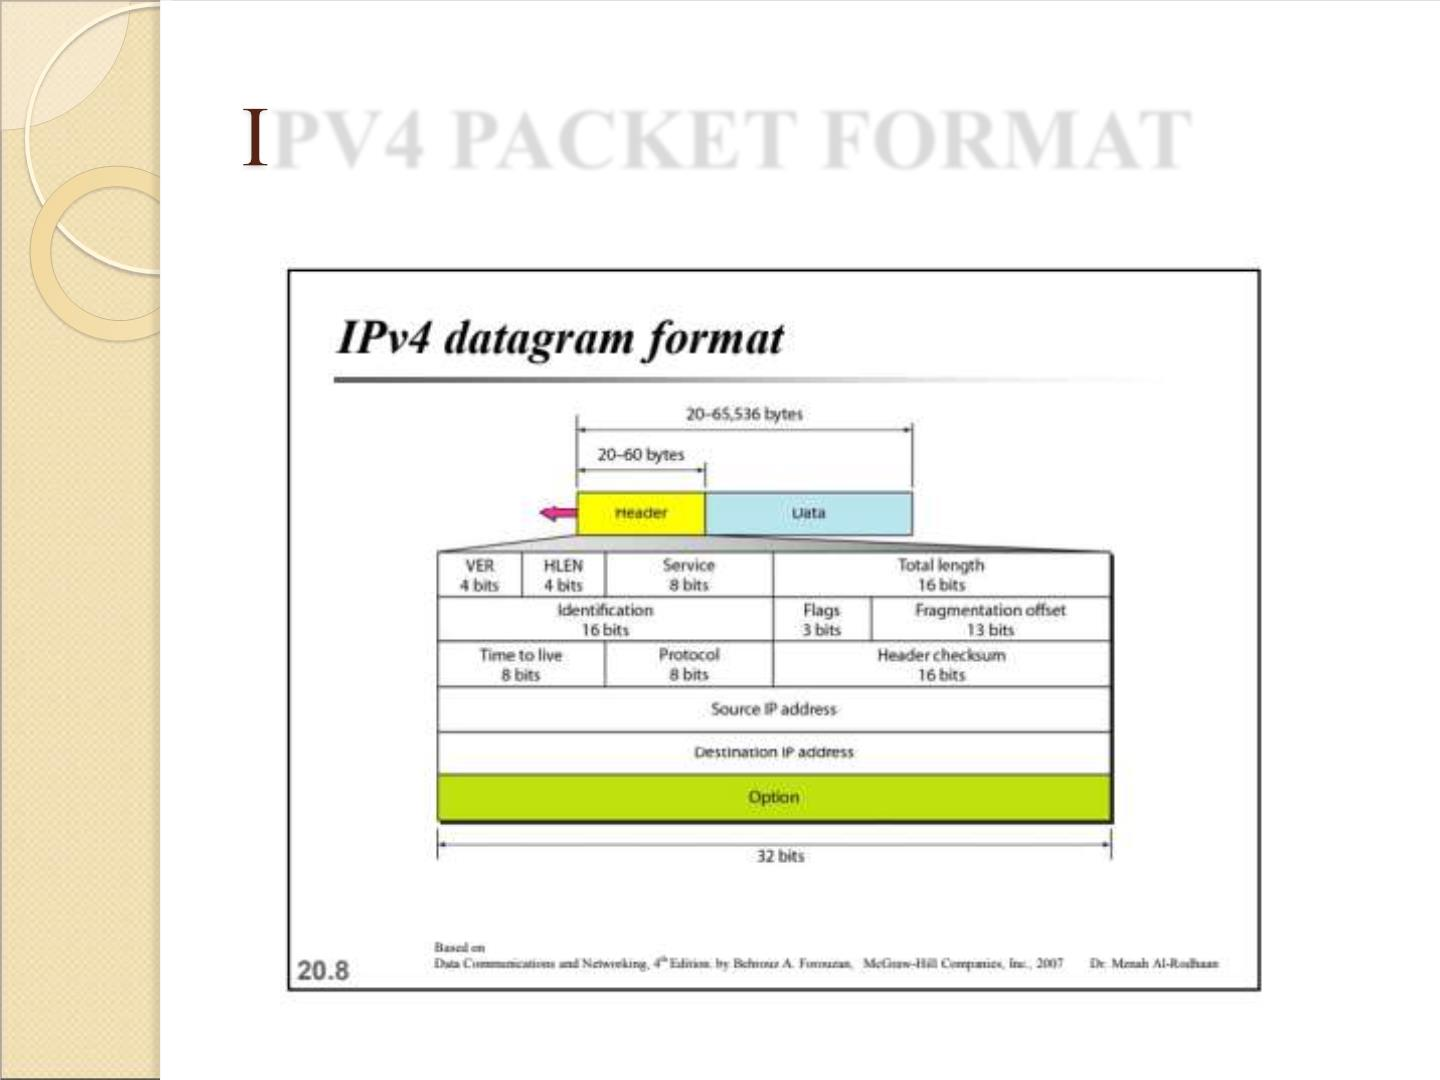 IPV4 PACKET FORMAT
IPv4 datagram format
20–65,536 bytes
20–60 bytes
Header
Data
VER
4 bits
HLEN
4 bits
Service
8 bits
Total length
16 bits
Identification
16 bits
Flags
3 bits
Fragmentation offset
13 bits
Time to live
8 bits
Protocol
8 bits
Header checksum
16 bits
Source IP address
Destination IP address
Option
32 bits
Based on
Data Communications and Networking, 4th Edition. by Behrouz A. Forouzan, McGraw-Hill Companies, Inc., 2007
Dr. Mznah Al-Rodhaan
20.8